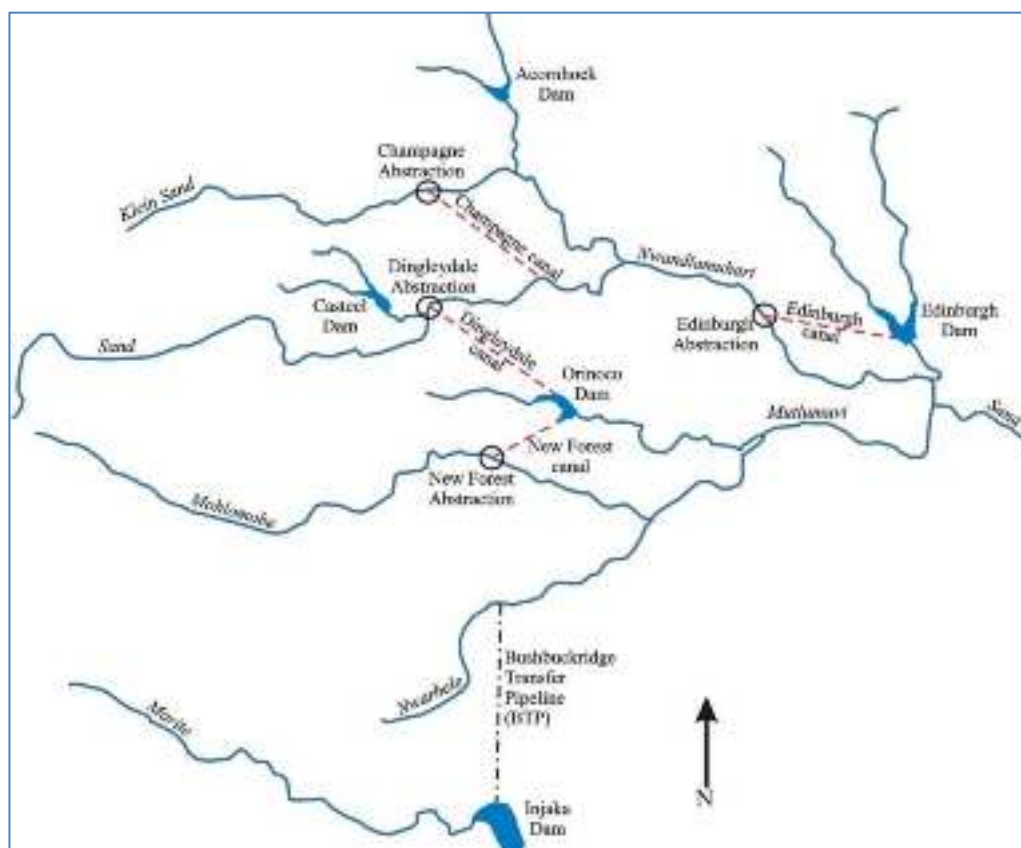 Acornhoek
Dam
Champagne
Abstraction
Klein Sand
Champagne canal
Dingleydale
Abstraction
Nwandlamuhari
Casteel
Dam
Edinburgh
canal
Edinburgh
Dam
Edinburgh
Abstraction
Sand
Dingleydale
canal
Orinoco
Dam
Mutlumuvi
Sand
New Forest
canal
New Forest
Abstraction
Bushbuckridge
Transfer
Pipeline
(BTP)
Marite
N
Injaka
Dam